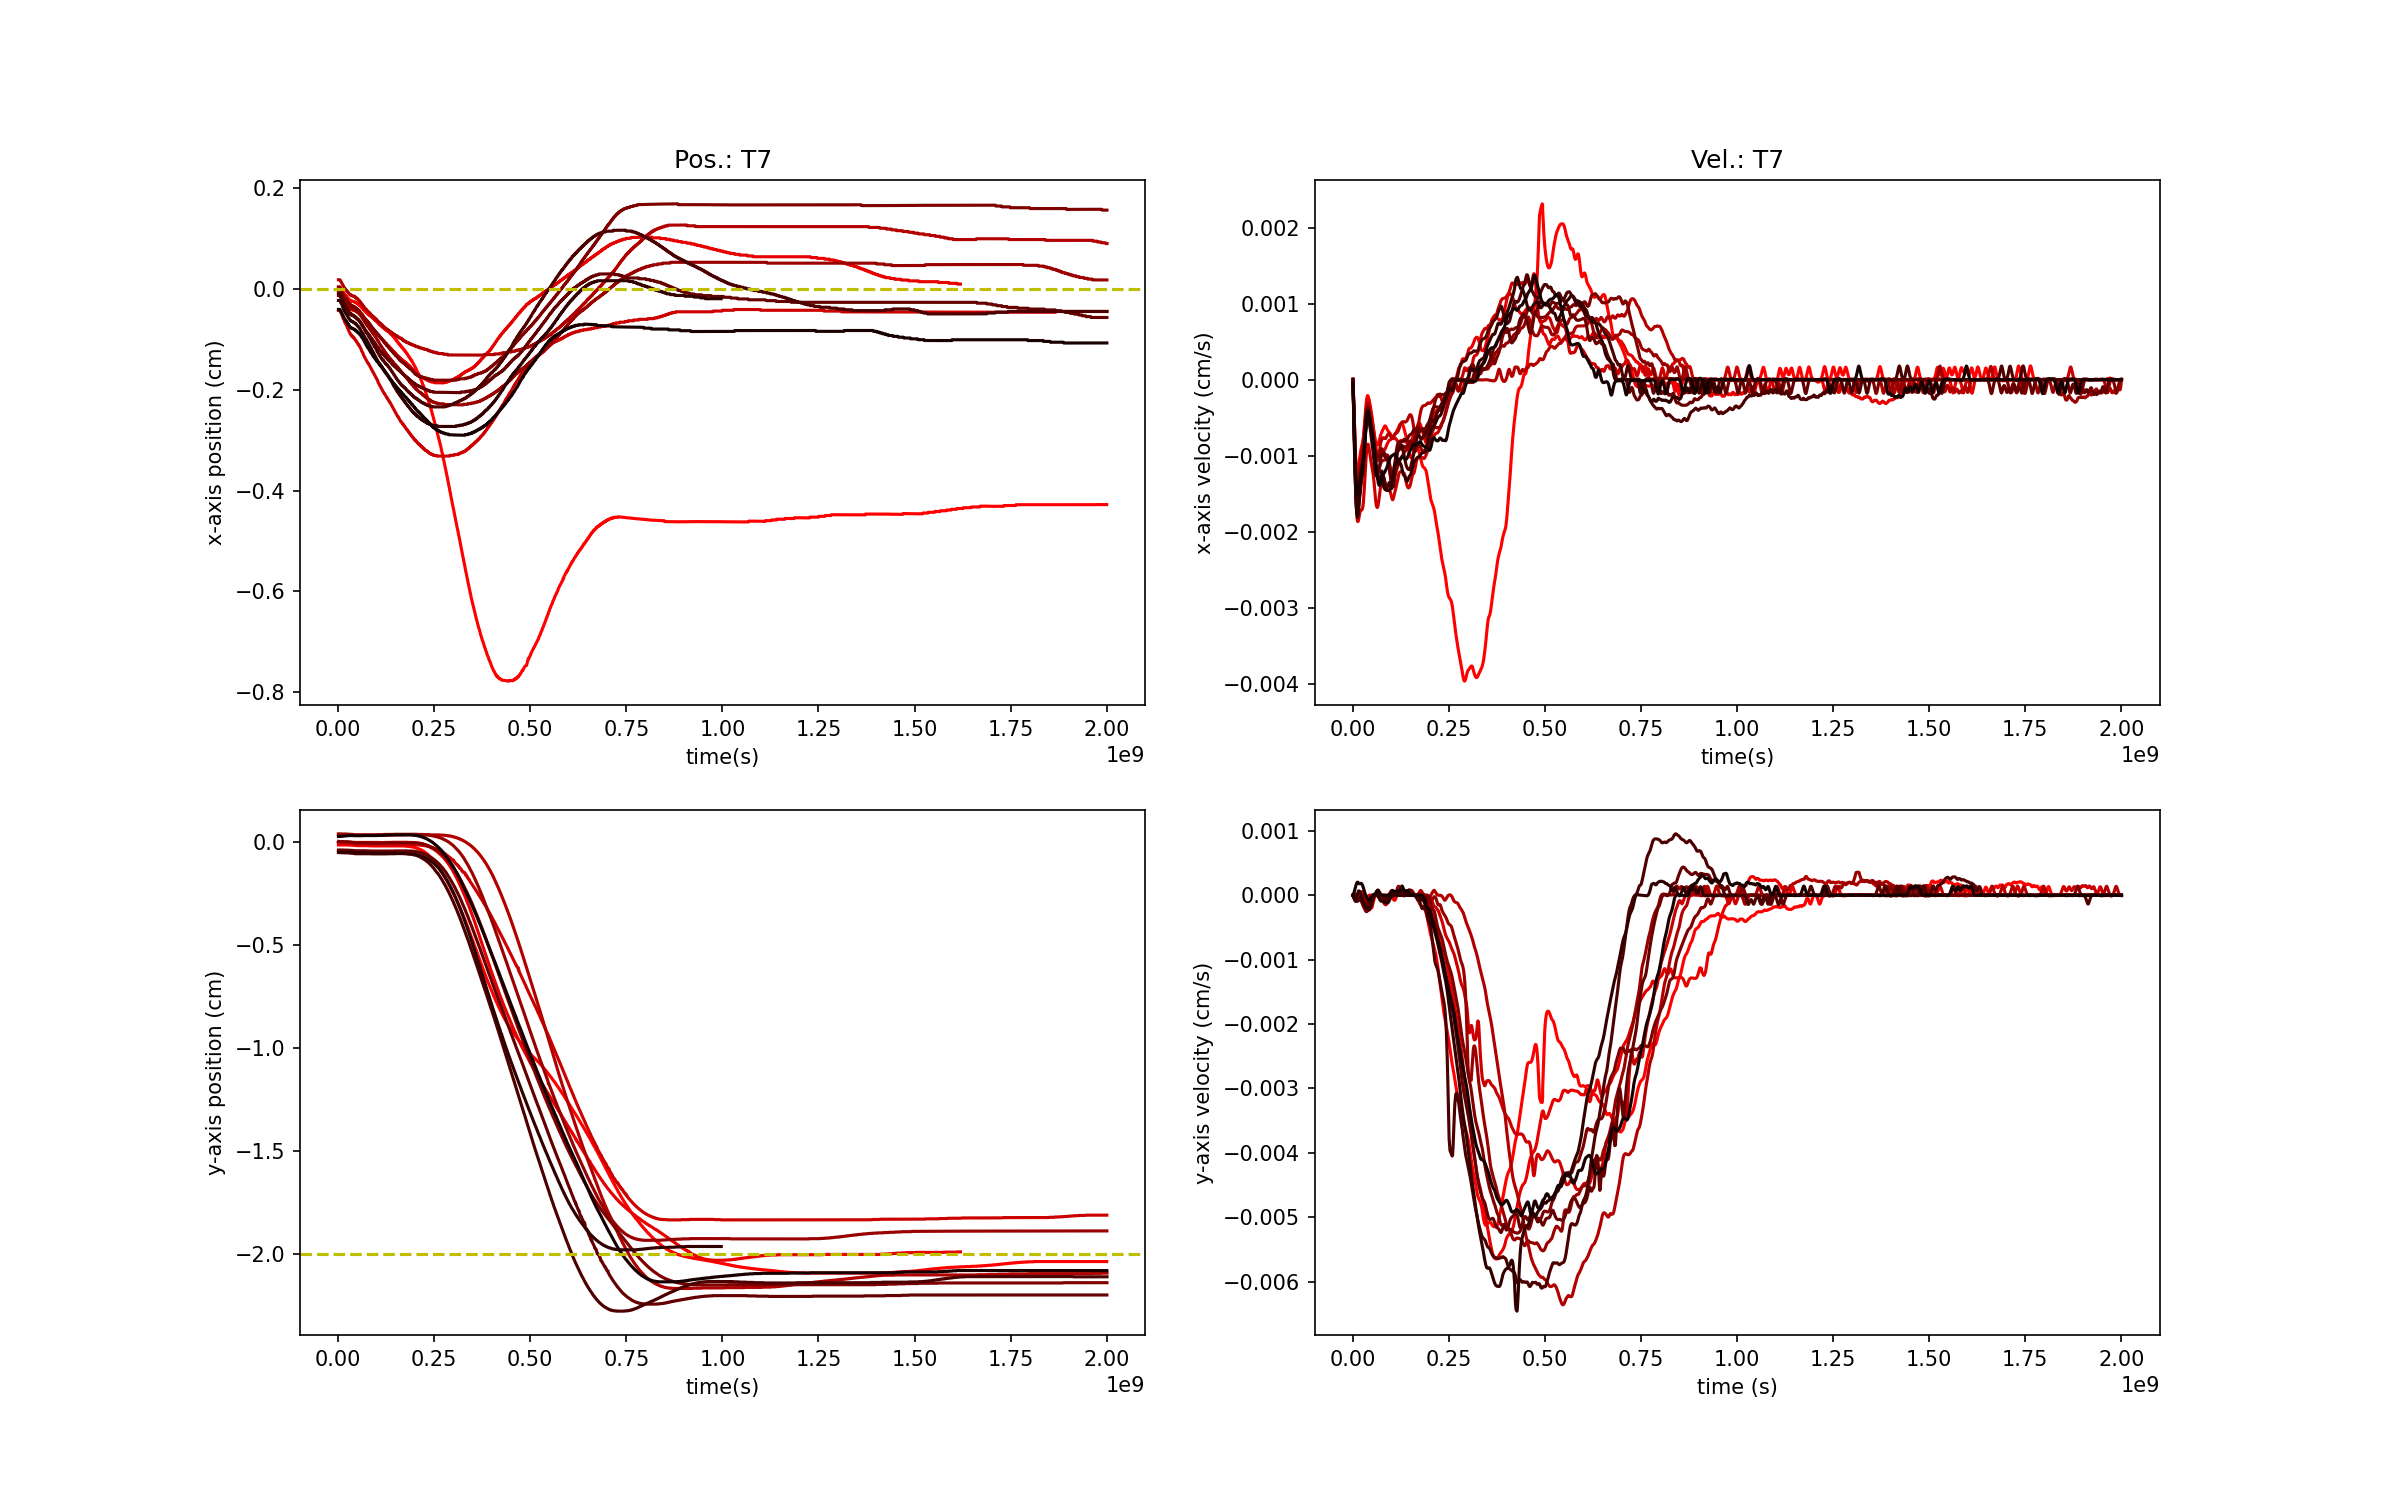 Pos.: T7
0.2
0.0
−0.2
−0.4
−0.6
−0.8
x-axis position (cm)
0.00 0.25 0.50 0.75 1.00 1.25 1.50 1.75 2.00
1e9
time(s)
Vel.: T7
0.002
0.001
0.000
−0.001
−0.002
−0.003
−0.004
x-axis velocity (cm/s)
0.00 0.25 0.50 0.75 1.00 1.25 1.50 1.75 2.00
1e9
time(s)
0.0
−0.5
−1.0
−1.5
−2.0
y-axis position (cm)
0.00 0.25 0.50 0.75 1.00 1.25 1.50 1.75 2.00
1e9
time(s)
0.001
0.000
−0.001
−0.002
−0.003
−0.004
−0.005
−0.006
y-axis velocity (cm/s)
0.00 0.25 0.50 0.75 1.00 1.25 1.50 1.75 2.00
1e9
time (s)